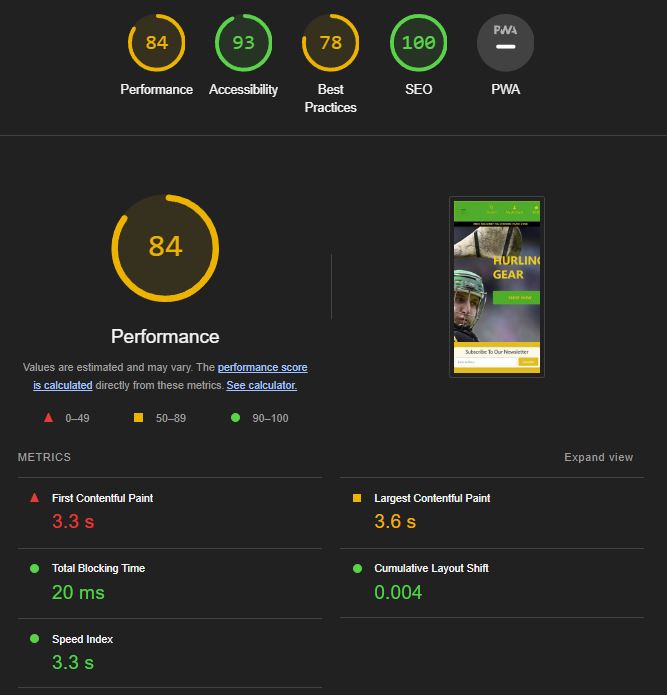 84
93
78
100
PWA
Performance
Accessibility
Best
Practices
SEO
PWA
84
HURLING
GEAR
SHOP NOW
Subscribe To Our Newsletter
Performance
Values are estimated and may vary. The performance score
is calculated directly from these metrics. See calculator.
0–49
50–89
90–100
METRICS
Expand view
First Contentful Paint
3.3 s
Largest Contentful Paint
3.6 s
Total Blocking Time
20 ms
Cumulative Layout Shift
0.004
Speed Index
3.3 s